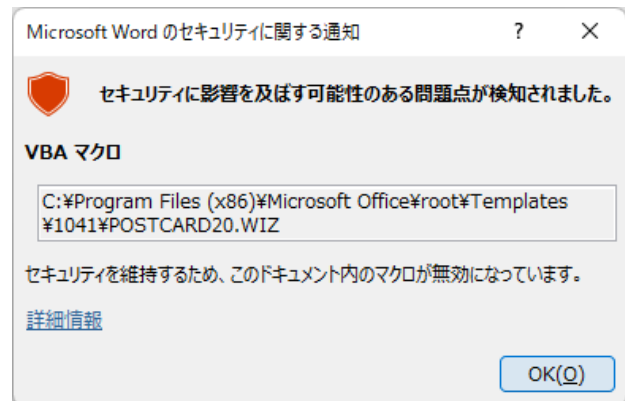 Microsoft Word のセキュリティに関する通知
?
×
セキュリティに影響を及ぼす可能性のある問題点が検知されました。
VBA マクロ
C:¥Program Files (x86)¥Microsoft Office¥root¥Templates
¥1041¥POSTCARD20.WIZ
セキュリティを維持するため、このドキュメント内のマクロが無効になっています。
詳細情報
OK(O)